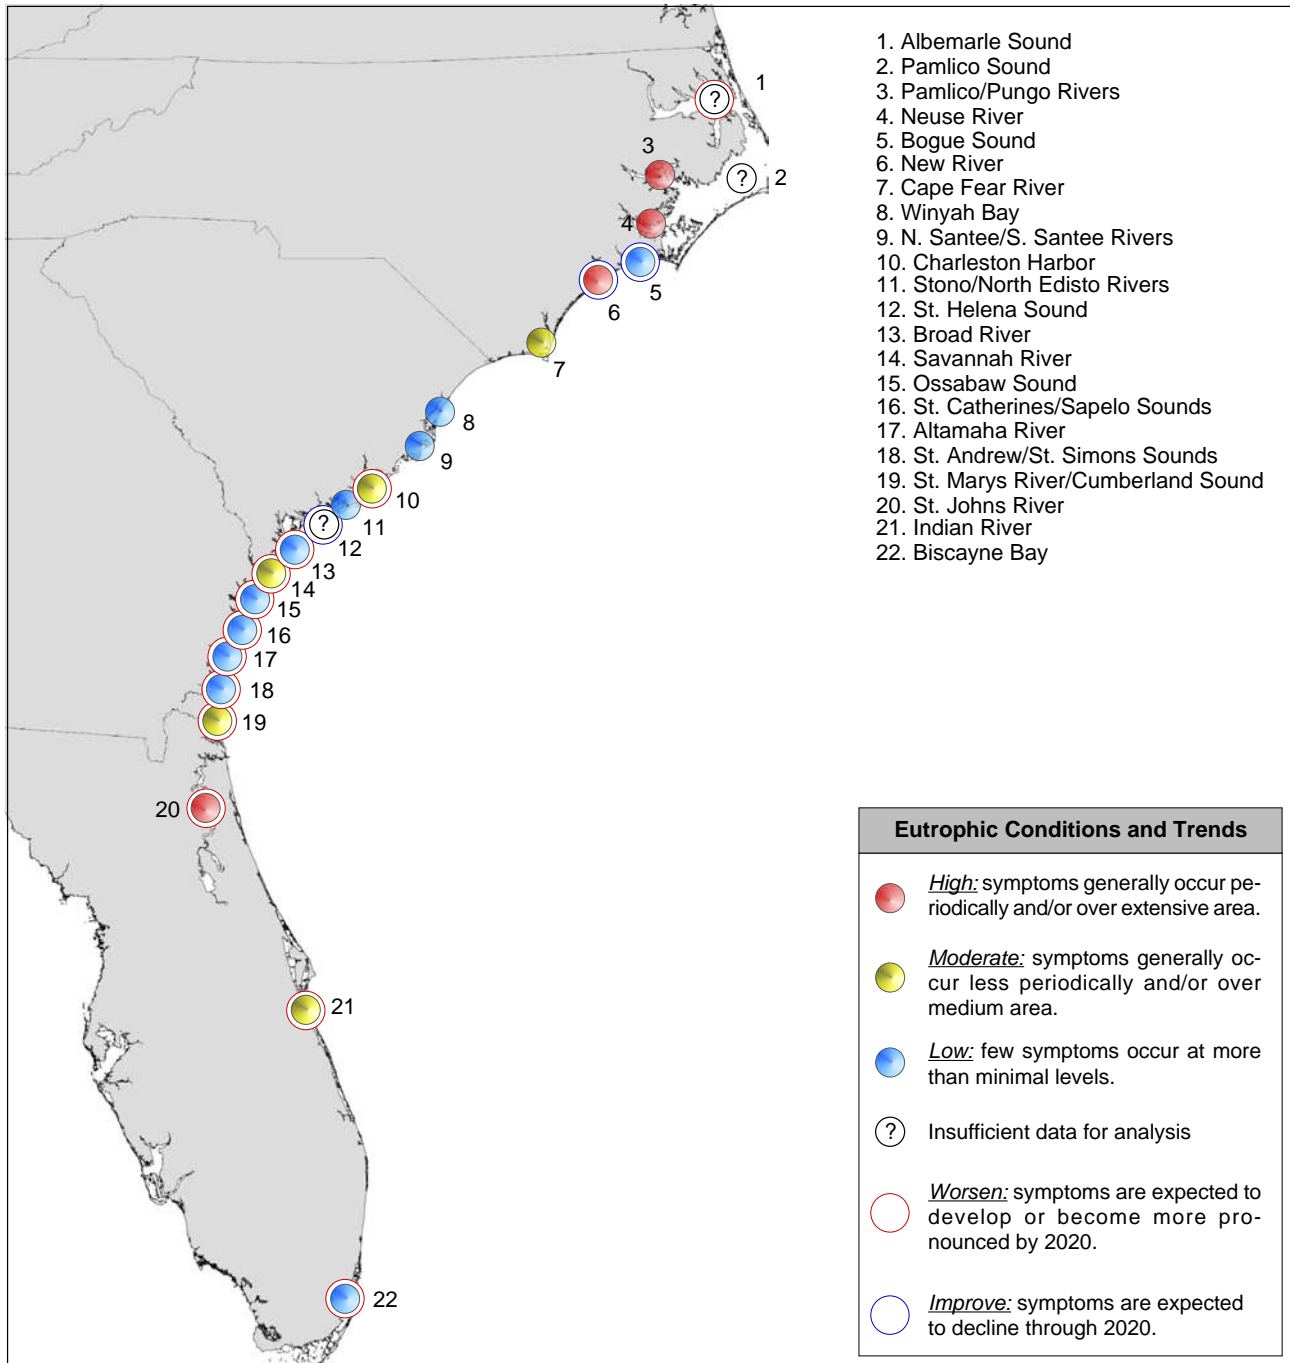 1. Albemarle Sound
2. Pamlico Sound
3. Pamlico/Pungo Rivers
4. Neuse River
5. Bogue Sound
6. New River
7. Cape Fear River
8. Winyah Bay
9. N. Santee/S. Santee Rivers
10. Charleston Harbor
11. Stono/North Edisto Rivers
12. St. Helena Sound
13. Broad River
14. Savannah River
15. Ossabaw Sound
16. St. Catherines/Sapelo Sounds
17. Altamaha River
18. St. Andrew/St. Simons Sounds
19. St. Marys River/Cumberland Sound
20. St. Johns River
21. Indian River
22. Biscayne Bay
1
?
3
?
2
4
5
6
7
8
9
10
11
?
12
13
14
15
16
17
18
19
20
21
22
Eutrophic Conditions and Trends
High: symptoms generally occur pe-
riodically and/or over extensive area.
Moderate: symptoms generally oc-
cur less periodically and/or over
medium area.
Low: few symptoms occur at more
than minimal levels.
? Insufficient data for analysis
Worsen: symptoms are expected to
develop or become more pro-
nounced by 2020.
Improve: symptoms are expected
to decline through 2020.